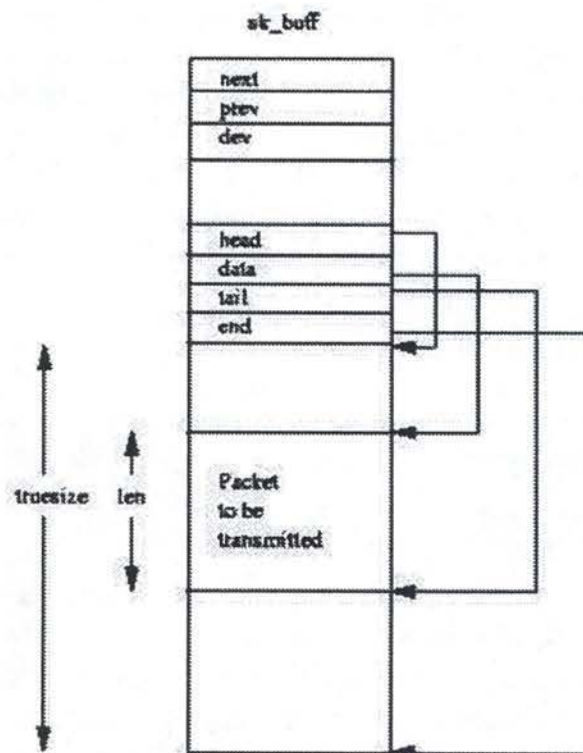 sk_buff
next
prev
dev
head
data
tail
end
truesize
len
Packet
to be
transmitted